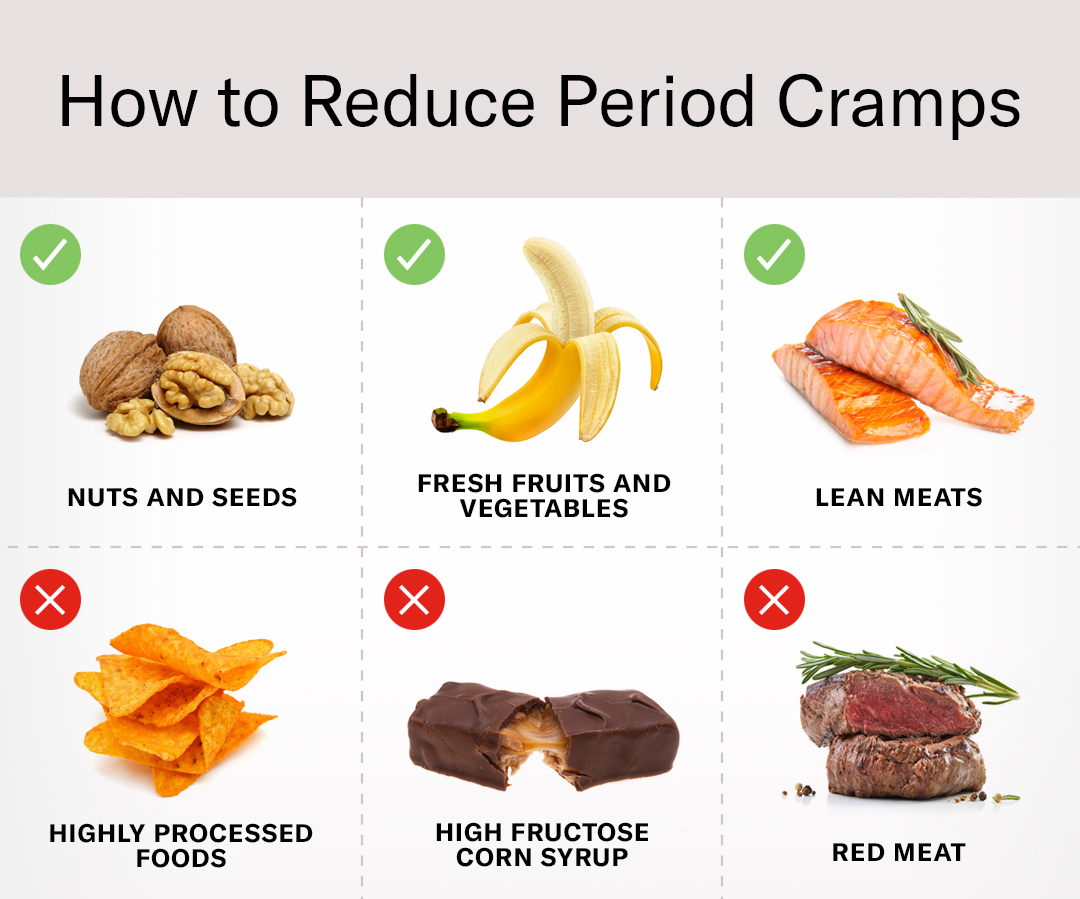 How to Reduce Period Cramps
NUTS AND SEEDS
FRESH FRUITS AND
VEGETABLES
LEAN MEATS
HIGHLY PROCESSED
FOODS
HIGH FRUCTOSE
CORN SYRUP
RED MEAT